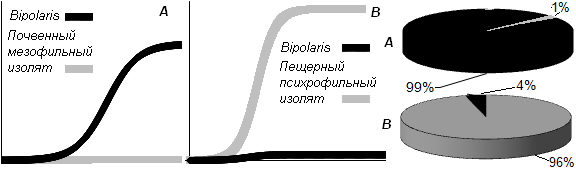 A
Bipolaris
Почвенный
мезофильный
изолят
B
Bipolaris
Пещерный
психрофильный
изолят
1%
A
99%
4%
B
96%